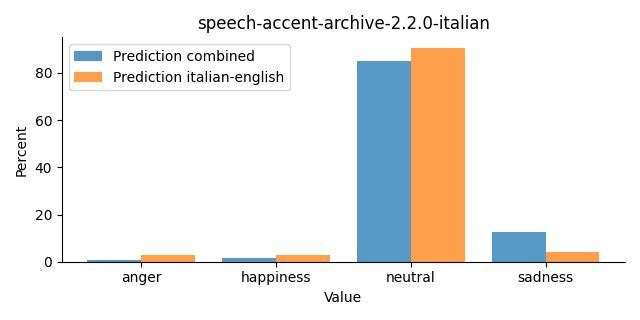 speech-accent-archive-2.2.0-italian
Prediction combined
Prediction italian-english
Percent
80
60
40
20
0
anger happiness neutral sadness
Value